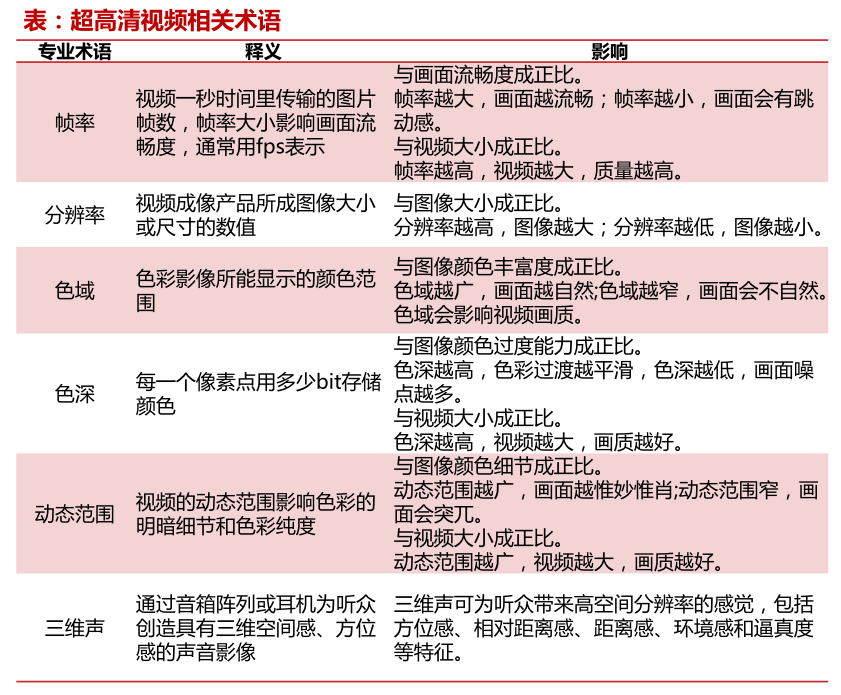 表：超高清视频相关术语
专业术语 释义 影响
帧率
视频一秒时间里传输的图片
帧数，帧率大小影响画面流
畅度，通常用fps表示
与画面流畅度成正比。
帧率越大，画面越流畅；帧率越小，画面会有跳
动感。
与视频大小成正比。
帧率越高，视频越大，质量越高。
分辨率
视频成像产品所成图像大小
或尺寸的数值
与图像大小成正比。
分辨率越高，图像越大；分辨率越低，图像越小。
色域
色彩影像所能显示的颜色范
围
与图像颜色丰富度成正比。
色域越广，画面越自然;色域越窄，画面会不自然。
色域会影响视频画质。
色深
每一个像素点用多少bit存储
颜色
与图像颜色过度能力成正比。
色深越高，色彩过渡越平滑，色深越低，画面噪
点越多。
与视频大小成正比。
色深越高，视频越大，画质越好。
动态范围
视频的动态范围影响色彩的
明暗细节和色彩纯度
与图像颜色细节成正比。
动态范围越广，画面越惟妙惟肖;动态范围窄，画
面会突兀。
与视频大小成正比。
动态范围越广，视频越大，画质越好。
三维声
通过音箱阵列或耳机为听众
创造具有三维空间感、方位
感的声音影像
三维声可为听众带来高空间分辨率的感觉，包括
方位感、相对距离感、距离感、环境感和逼真度
等特征。